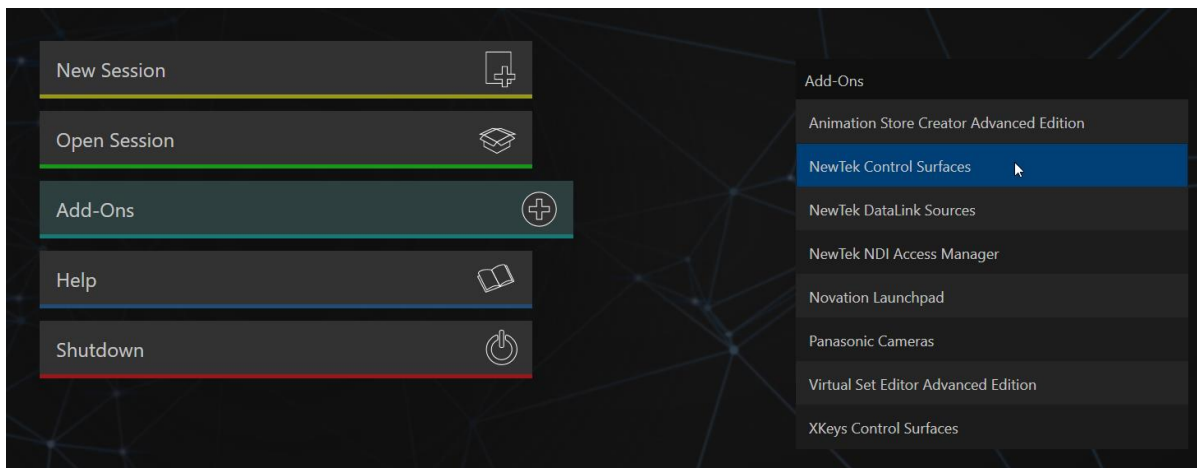 New Session
Open Session
Add-Ons
Help
Shutdown
Add-Ons
Animation Store Creator Advanced Edition
NewTek Control Surfaces
NewTek DataLink Sources
NewTek NDI Access Manager
Novation Launchpad
Panasonic Cameras
Virtual Set Editor Advanced Edition
XKeys Control Surfaces